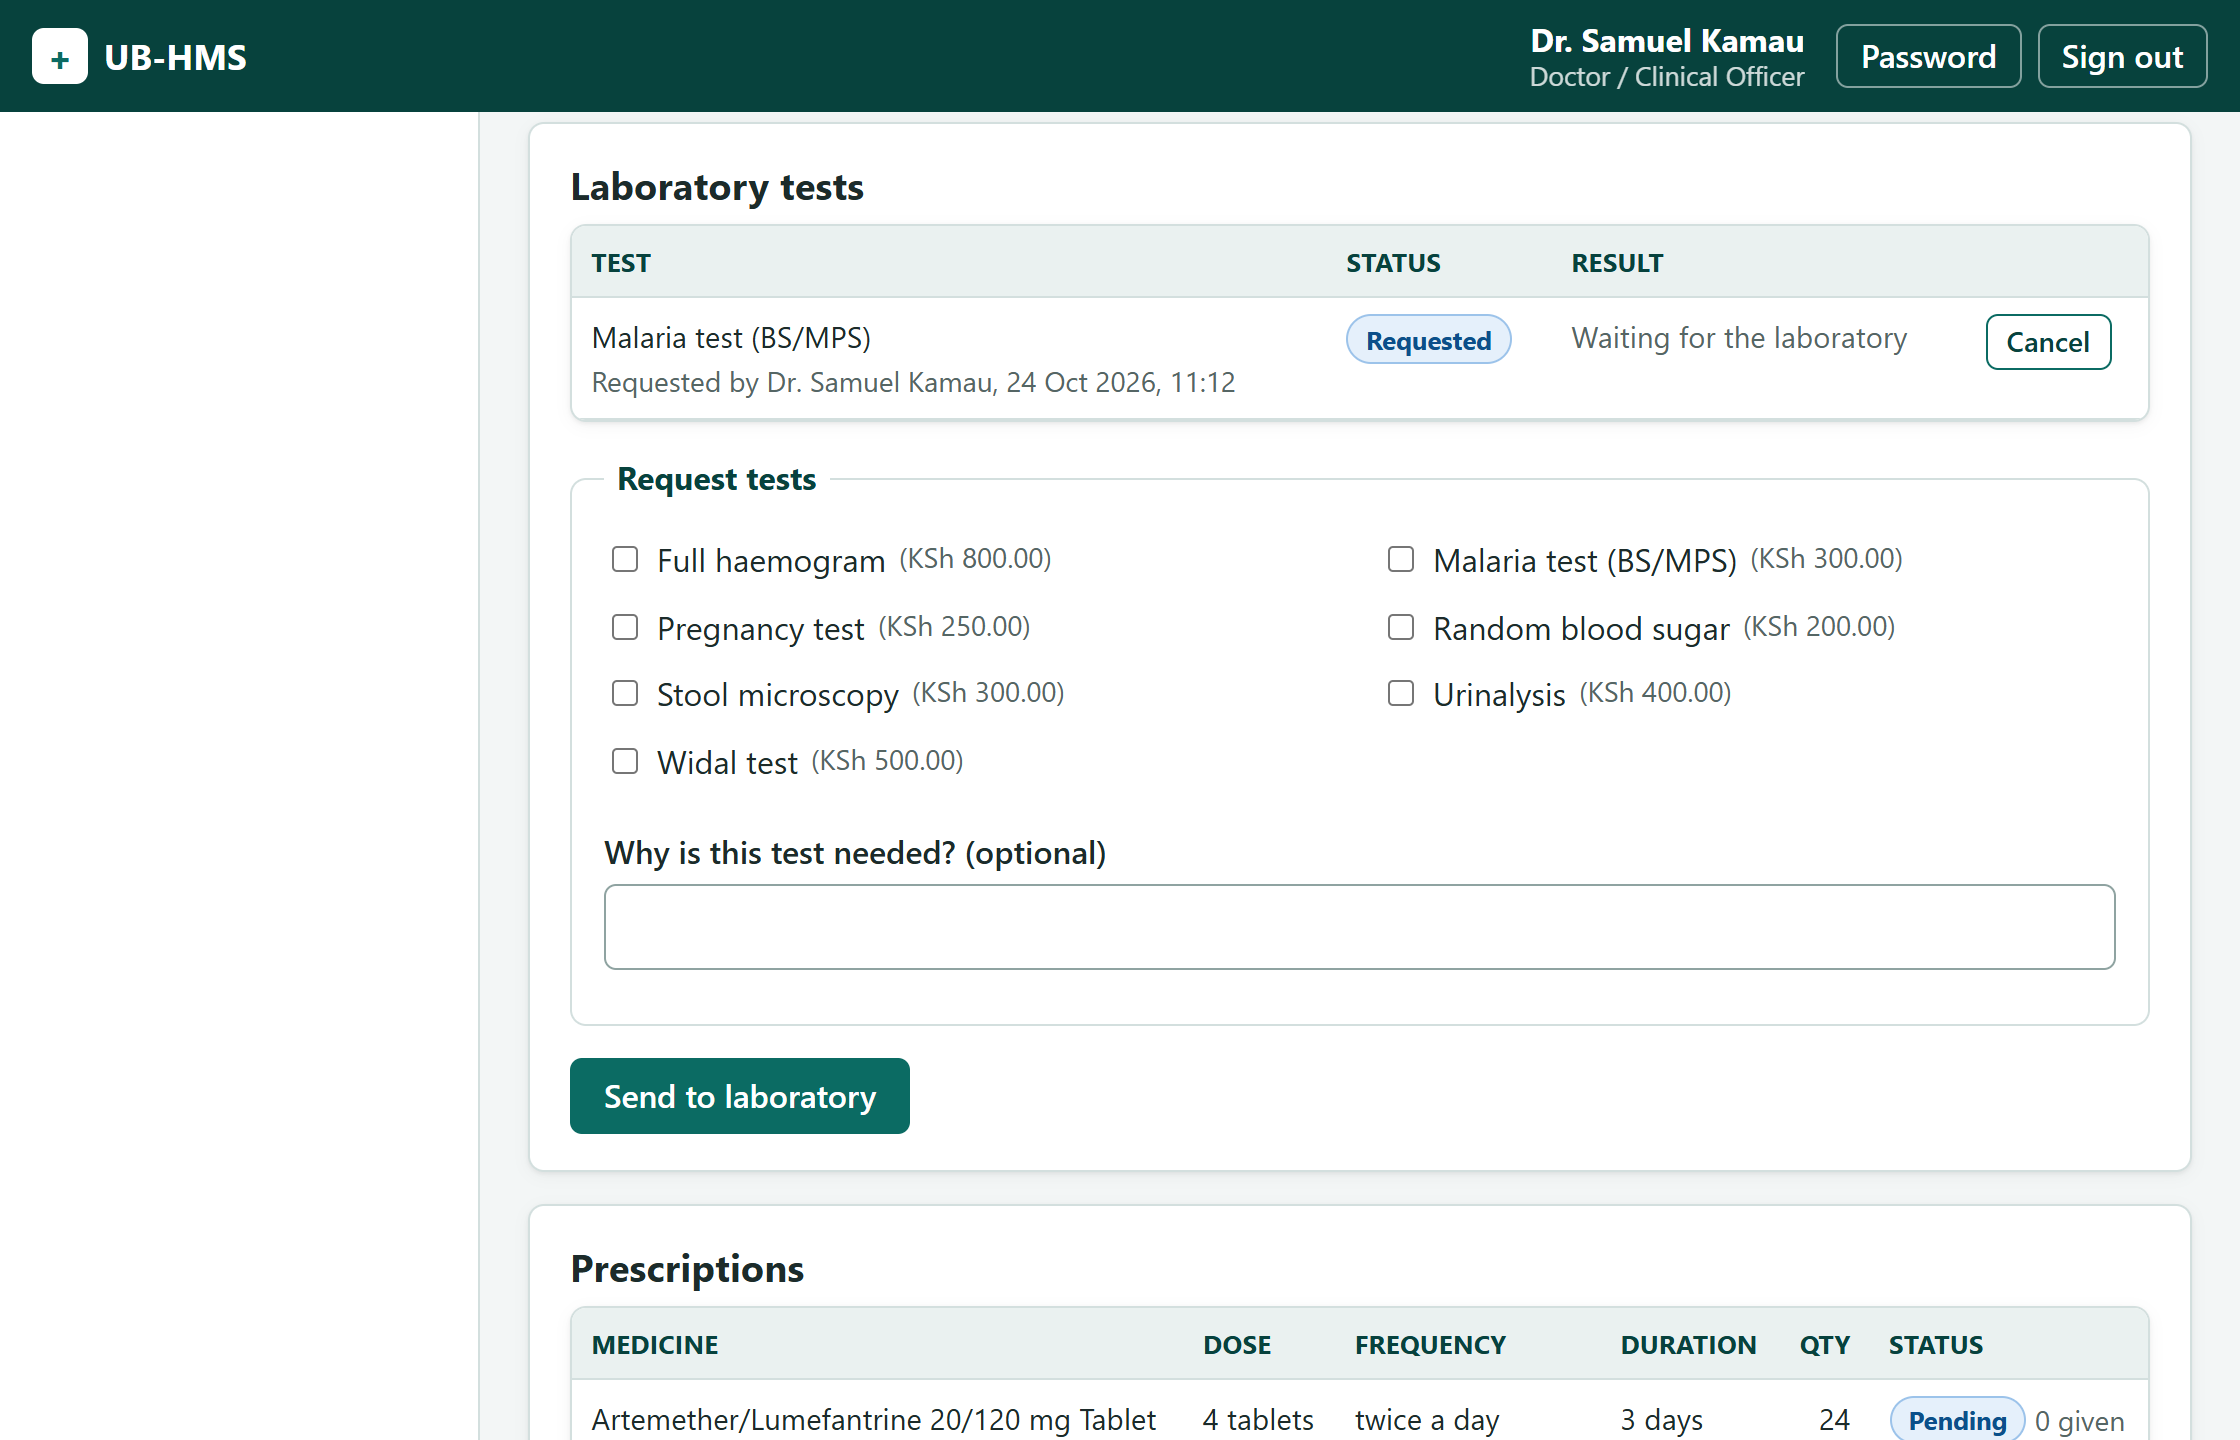 + UB-HMS
Dr. Samuel Kamau
Doctor / Clinical Officer
Password
Sign out
Laboratory tests
TEST STATUS RESULT
Malaria test (BS/MPS) Requested Waiting for the laboratory Cancel
Requested by Dr. Samuel Kamau, 24 Oct 2026, 11:12
Request tests
Full haemogram (KSh 800.00) Malaria test (BS/MPS) (KSh 300.00)
Pregnancy test (KSh 250.00) Random blood sugar (KSh 200.00)
Stool microscopy (KSh 300.00) Urinalysis (KSh 400.00)
Widal test (KSh 500.00)
Why is this test needed? (optional)
Send to laboratory
Prescriptions
MEDICINE DOSE FREQUENCY DURATION QTY STATUS
Artemether/Lumefantrine 20/120 mg Tablet 4 tablets twice a day 3 days 24 Pending 0 given